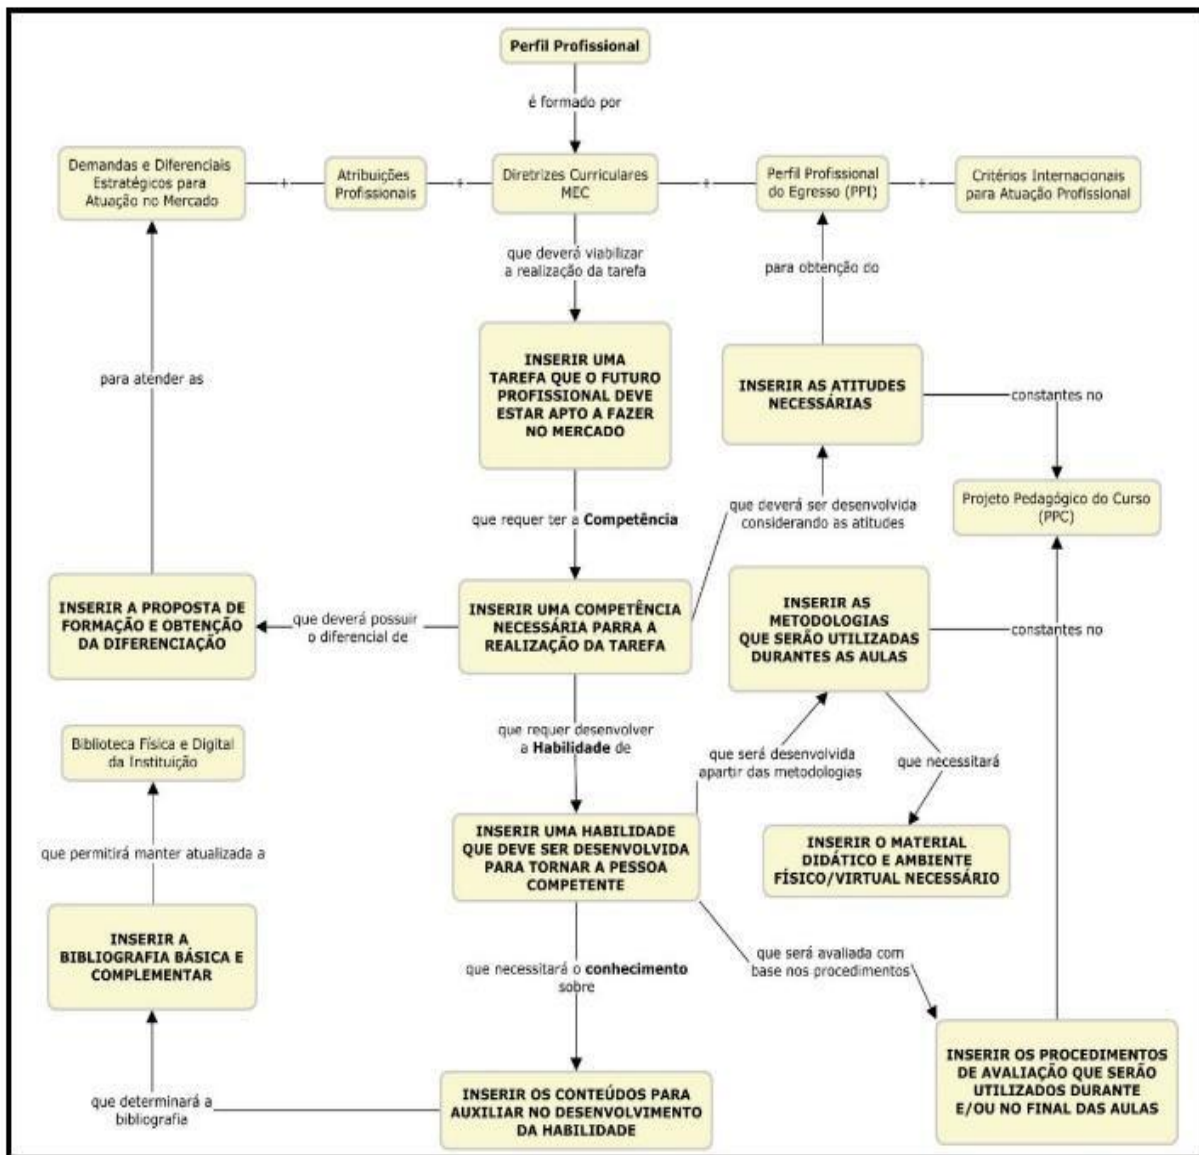 Perfil Profissional
é formado por
Demandas e Diferenciais
Estratégicos para
Atuação no Mercado
+
Atribuições
Profissionais
+
Diretrizes Curriculares
MEC
+
Perfil Profissional
do Egresso (PPI)
+
Critérios Internacionais
para Atuação Profissional
que deverá viabilizar
a realização da tarefa
para obtenção do
INSERIR UMA
TAREFA QUE O FUTURO
PROFISSIONAL DEVE
ESTAR APTO A FAZER
NO MERCADO
INSERIR AS ATITUDES
NECESSÁRIAS
constantes no
para atender as
Projeto Pedagógico do Curso
(PPC)
que requer ter a Competência
que deverá ser desenvolvida
considerando as atitudes
INSERIR A PROPOSTA DE
FORMAÇÃO E OBTENÇÃO
DA DIFERENCIAÇÃO
que deverá possuir
o diferencial de
INSERIR UMA COMPETÊNCIA
NECESSÁRIA PARRA A
REALIZAÇÃO DA TAREFA
INSERIR AS
METODOLOGIAS
QUE SERÃO UTILIZADAS
DURANTES AS AULAS
constantes no
Biblioteca Física e Digital
da Instituição
que requer desenvolver
a Habilidade de
que será desenvolvida
apartir das metodologias
que necessitará
que permitirá manter atualizada a
INSERIR UMA HABILIDADE
QUE DEVE SER DESENVOLVIDA
PARA TORNAR A PESSOA
COMPETENTE
INSERIR O MATERIAL
DIDÁTICO E AMBIENTE
FÍSICO/VIRTUAL NECESSÁRIO
INSERIR A
BIBLIOGRAFIA BÁSICA E
COMPLEMENTAR
que necessitará o conhecimento
sobre
que será avaliada com
base nos procedimentos
INSERIR OS PROCEDIMENTOS
DE AVALIAÇÃO QUE SERÃO
UTILIZADOS DURANTE
E/OU NO FINAL DAS AULAS
que determinará a
bibliografia
INSERIR OS CONTEÚDOS PARA
AUXILIAR NO DESENVOLVIMENTO
DA HABILIDADE